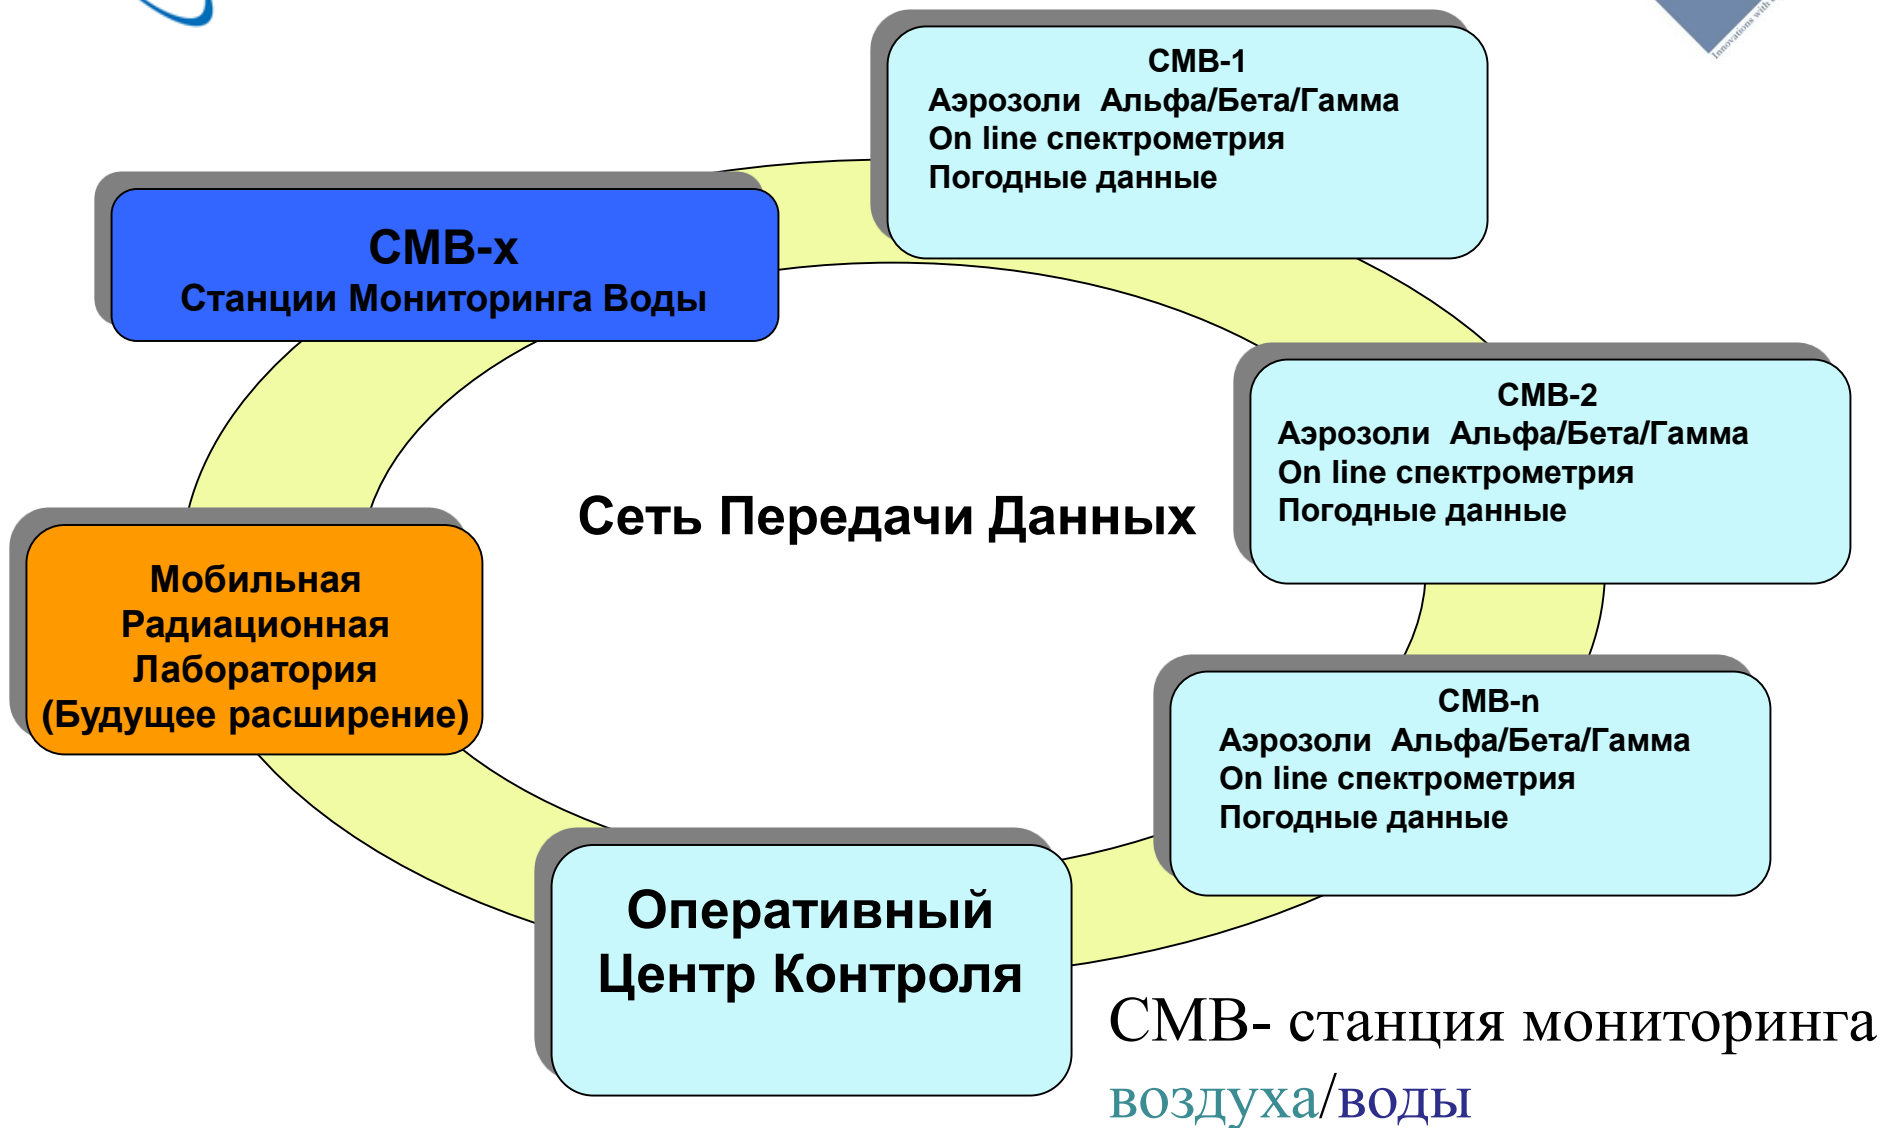 Innovations with
СМВ-1
Аэрозоли Альфа/Бета/Гамма
On line спектрометрия
Погодные данные
СМВ-х
Станции Мониторинга Воды
СМВ-2
Аэрозоли Альфа/Бета/Гамма
On line спектрометрия
Погодные данные
Сеть Передачи Данных
Мобильная
Радиационная
Лаборатория
(Будущее расширение)
СМВ-n
Аэрозоли Альфа/Бета/Гамма
On line спектрометрия
Погодные данные
Оперативный
Центр Контроля
СМВ- станция мониторинга
воздуха/воды